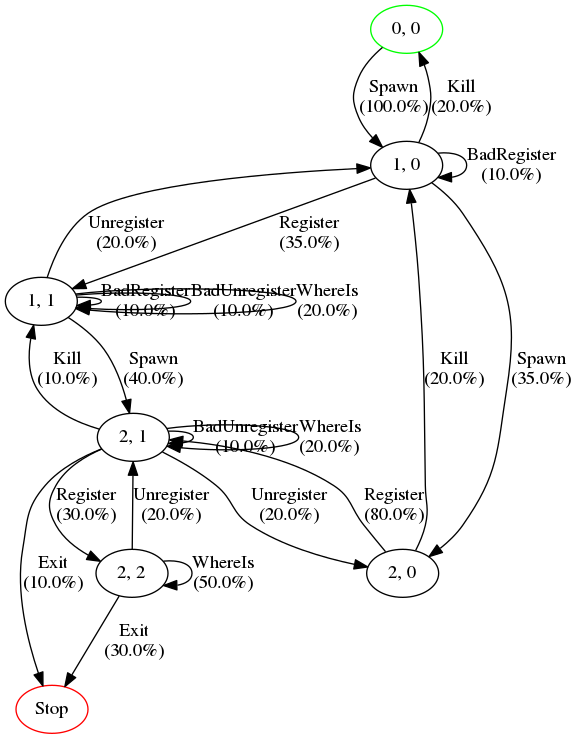 0, 0
Spawn
(100.0%)
Kill
(20.0%)
1, 0
BadRegister
(10.0%)
Unregister
(20.0%)
Register
(35.0%)
1, 1
BadRegister
(10.0%)
BadUnregister
(10.0%)
WhereIs
(20.0%)
Kill
(10.0%)
Spawn
(40.0%)
Kill
(20.0%)
Spawn
(35.0%)
2, 1
BadUnregister
(10.0%)
WhereIs
(20.0%)
Register
(30.0%)
Unregister
(20.0%)
Unregister
(20.0%)
Register
(80.0%)
Exit
(10.0%)
2, 2
WhereIs
(50.0%)
2, 0
Exit
(30.0%)
Stop